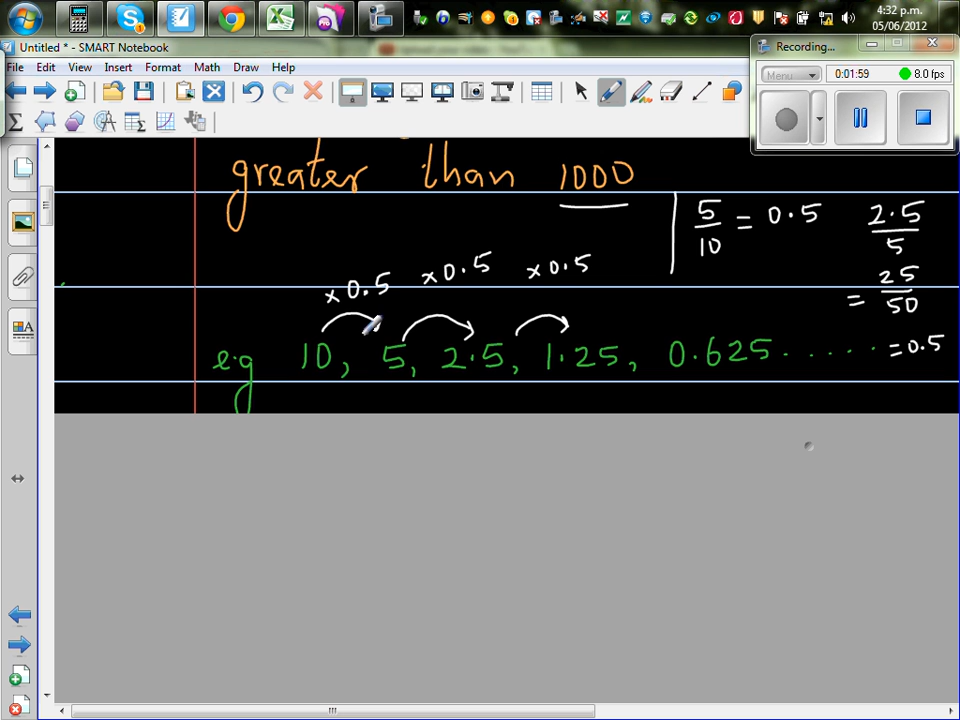 4:32 p.m.
05/06/2012
Untitled * - SMART Notebook
Recording...
File Edit View Insert Format Math Draw Help
Menu
0:01:59
8.0 fps
greater than 1000
5/10 = 0.5
2.5/5
= 25/50
= 0.5
×0.5 ×0.5 ×0.5
e.g 10, 5, 2.5, 1.25, 0.625......